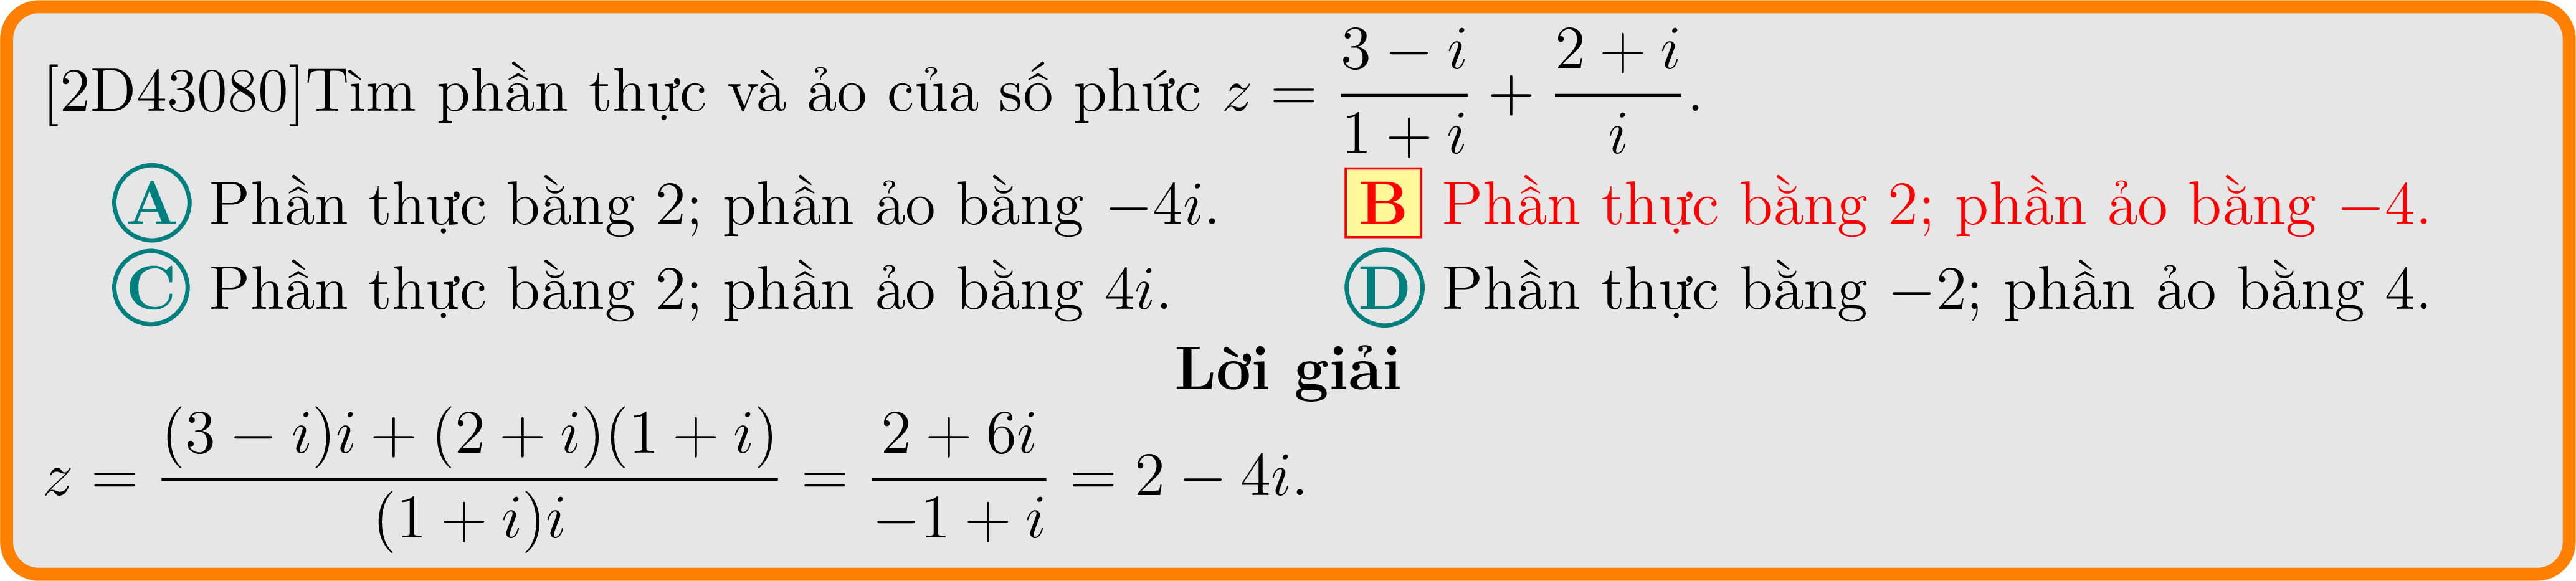 [2D43080]Tìm phần thực và ảo của số phức z = \frac{3 − i}{1 + i} + \frac{2 + i}{i}.
A Phần thực bằng 2; phần ảo bằng −4i. B Phần thực bằng 2; phần ảo bằng −4.
C Phần thực bằng 2; phần ảo bằng 4i. D Phần thực bằng −2; phần ảo bằng 4.
Lời giải
z = \frac{(3 − i)i + (2 + i)(1 + i)}{(1 + i)i} = \frac{2 + 6i}{−1 + i} = 2 − 4i.